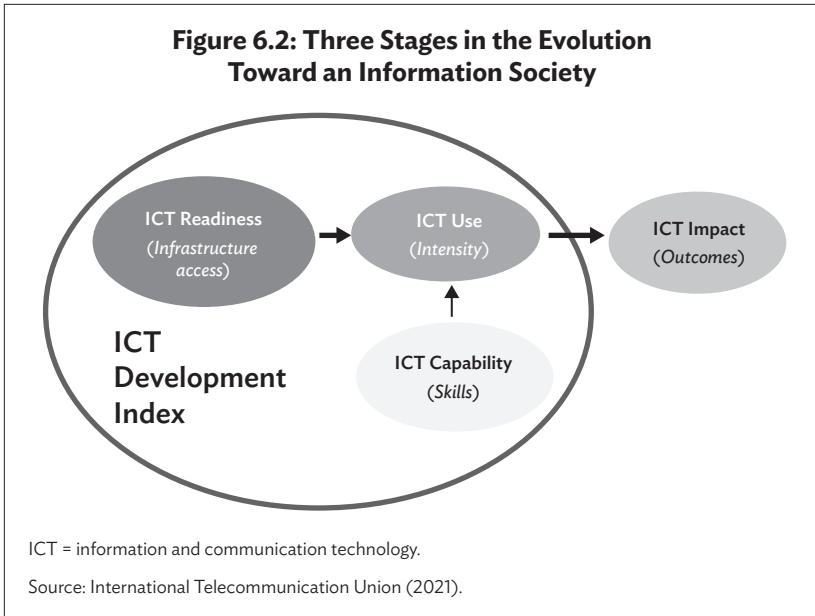 Figure 6.2: Three Stages in the Evolution
Toward an Information Society
ICT Readiness
(Infrastructure
access)
ICT Use
(Intensity)
ICT Impact
(Outcomes)
ICT Capability
(Skills)
ICT
Development
Index
ICT = information and communication technology.
Source: International Telecommunication Union (2021).